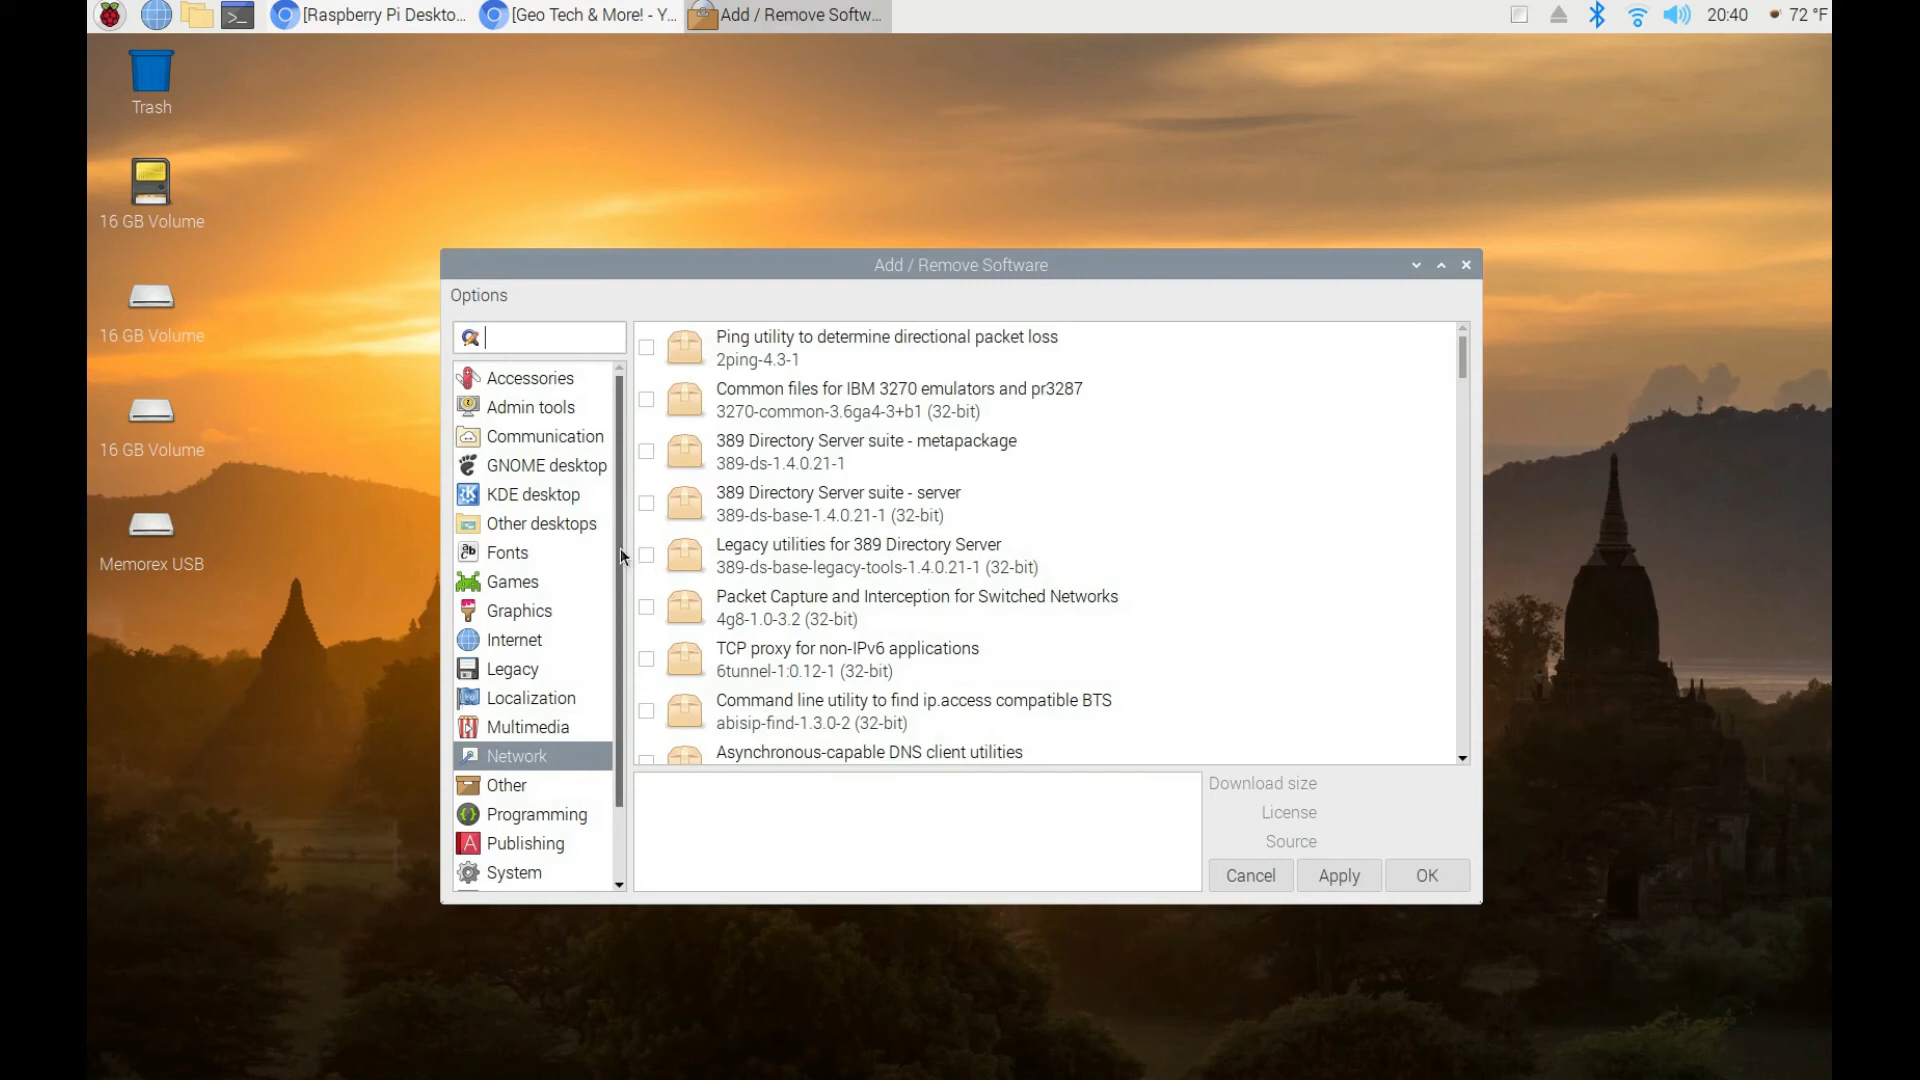 [Raspberry Pi Deskto...
[Geo Tech & More! - Y...
Add / Remove Softw...
20:40
72 °F
Trash
16 GB Volume
16 GB Volume
16 GB Volume
Memorex USB
Add / Remove Software
Options
Accessories
Admin tools
Communication
GNOME desktop
KDE desktop
Other desktops
Fonts
Games
Graphics
Internet
Legacy
Localization
Multimedia
Network
Other
Programming
Publishing
System
Ping utility to determine directional packet loss
2ping-4.3-1
Common files for IBM 3270 emulators and pr3287
3270-common-3.6ga4-3+b1 (32-bit)
389 Directory Server suite - metapackage
389-ds-1.4.0.21-1
389 Directory Server suite - server
389-ds-base-1.4.0.21-1 (32-bit)
Legacy utilities for 389 Directory Server
389-ds-base-legacy-tools-1.4.0.21-1 (32-bit)
Packet Capture and Interception for Switched Networks
4g8-1.0-3.2 (32-bit)
TCP proxy for non-IPv6 applications
6tunnel-1:0.12-1 (32-bit)
Command line utility to find ip.access compatible BTS
abisip-find-1.3.0-2 (32-bit)
Asynchronous-capable DNS client utilities
Download size
License
Source
Cancel
Apply
OK